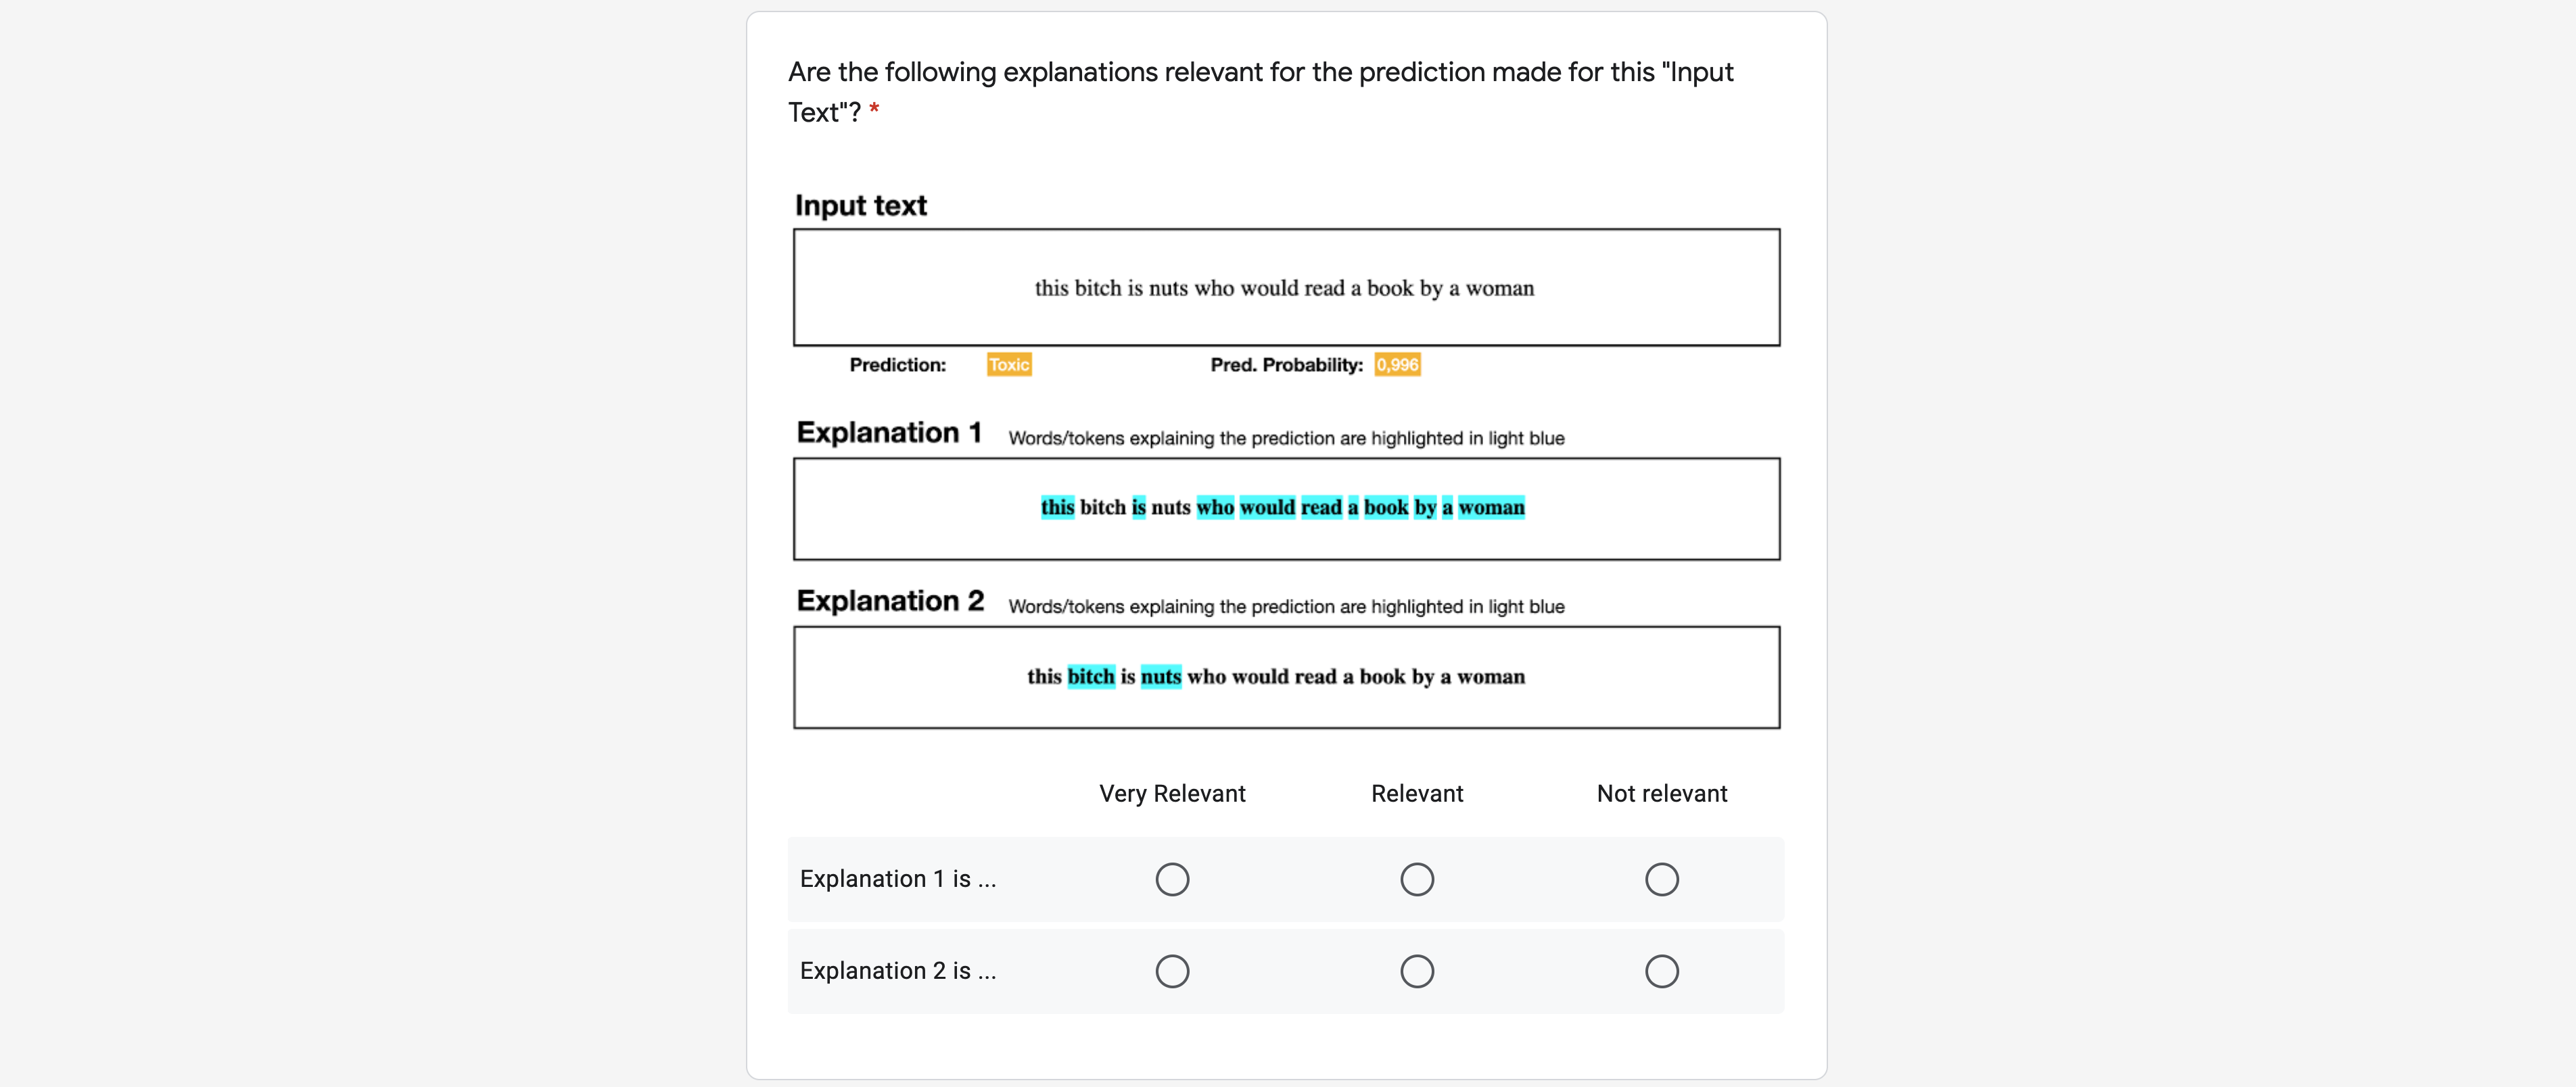 Are the following explanations relevant for the prediction made for this "Input
Text"? *
Input text
this bitch is nuts who would read a book by a woman
Prediction: Toxic Pred. Probability: 0,996
Explanation 1 Words/tokens explaining the prediction are highlighted in light blue
this bitch is nuts who would read a book by a woman
Explanation 2 Words/tokens explaining the prediction are highlighted in light blue
this bitch is nuts who would read a book by a woman
Very Relevant Relevant Not relevant
Explanation 1 is ...
Explanation 2 is ...